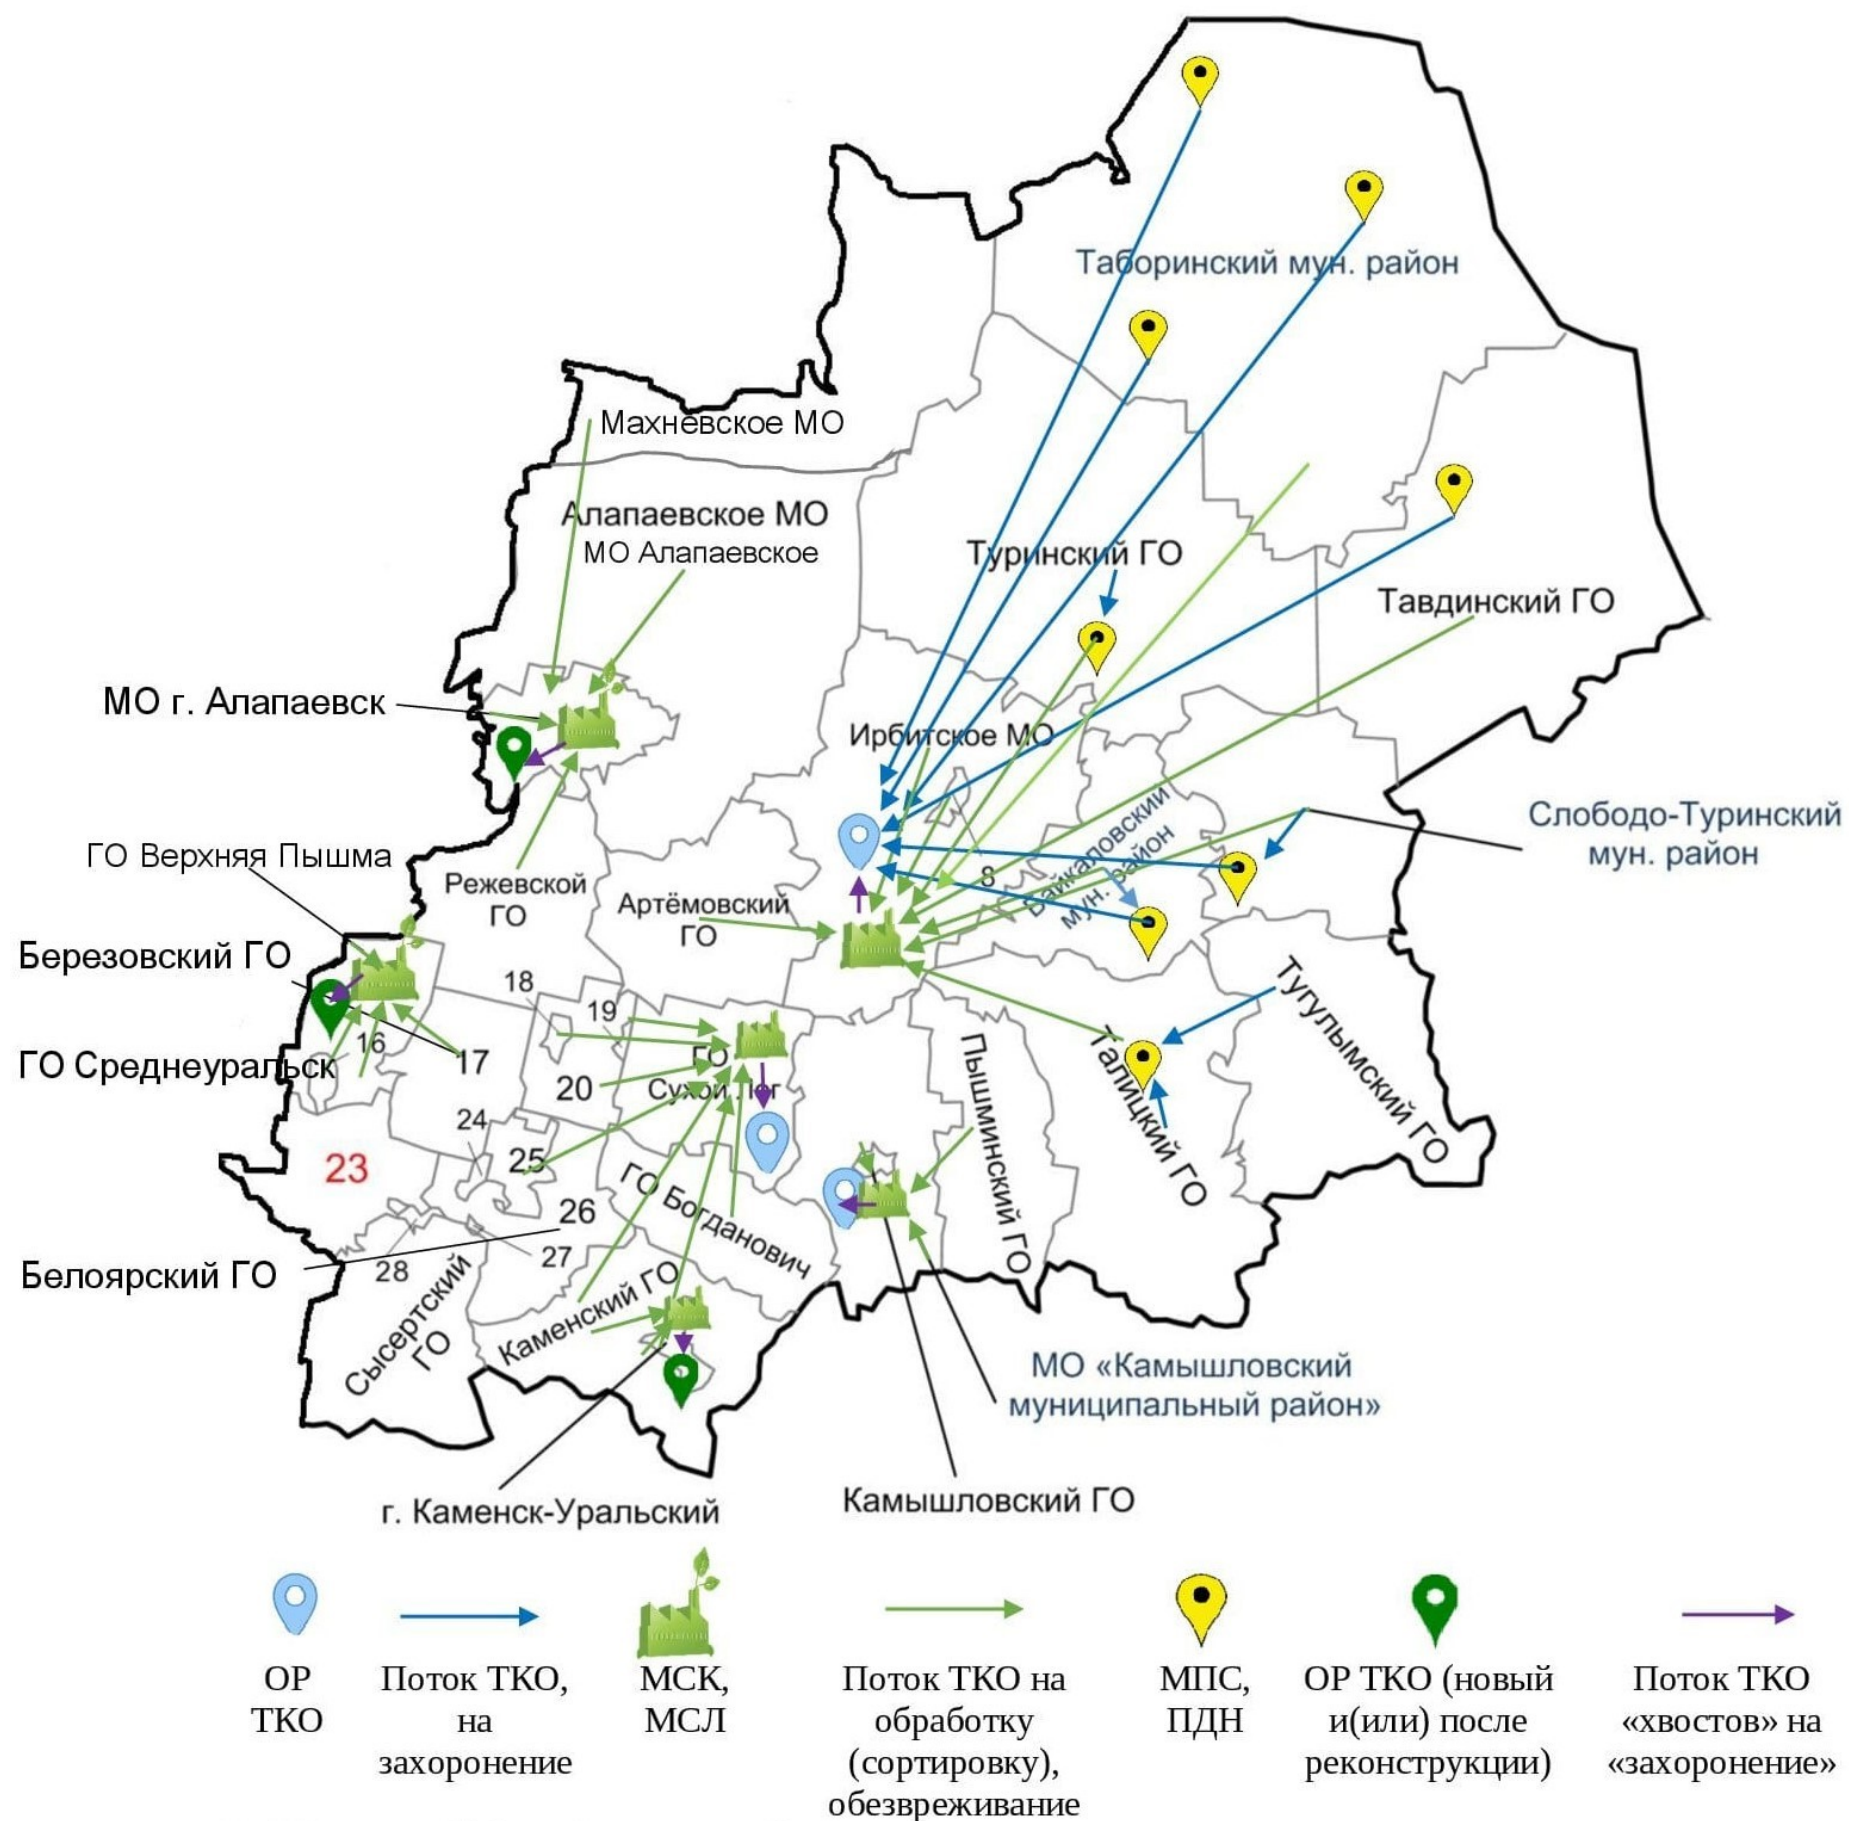 Таборинский мун. район
Махнёвское МО
Алапаевское МО
МО Алапаевское
Туринский ГО
Тавдинский ГО
МО г. Алапаевск
Ирбитское МО
Слободо-Туринский
мун. район
Байкаловский
мун. район
8
ГО Верхняя Пышма
Режевской
ГО
Артёмовский
ГО
Березовский ГО
18
19
16
17
ГО Среднеуральск
20
ГО
Сухой Лог
Пышминский ГО
Талицкий ГО
Тугулымский ГО
24
25
23
26
27
28
ГО Богданович
Белоярский ГО
Сысертский
ГО
Каменский ГО
МО «Камышловский
муниципальный район»
г. Каменск-Уральский
Камышловский ГО
ОР
ТКО
Поток ТКО,
на
захоронение
МСК,
МСЛ
Поток ТКО на
обработку
(сортировку),
обезвреживание
МПС,
ПДН
ОР ТКО (новый
и(или) после
реконструкции)
Поток ТКО
«хвостов» на
«захоронение»